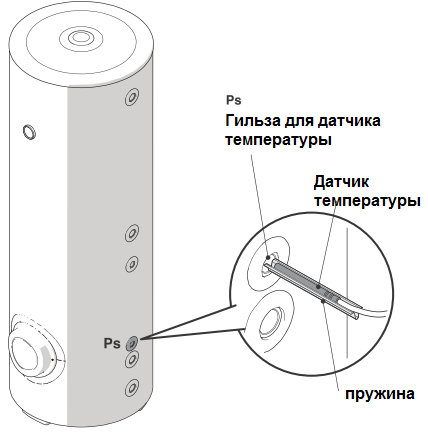 Ps
Гильза для датчика
температуры
Датчик
температуры
Ps
пружина